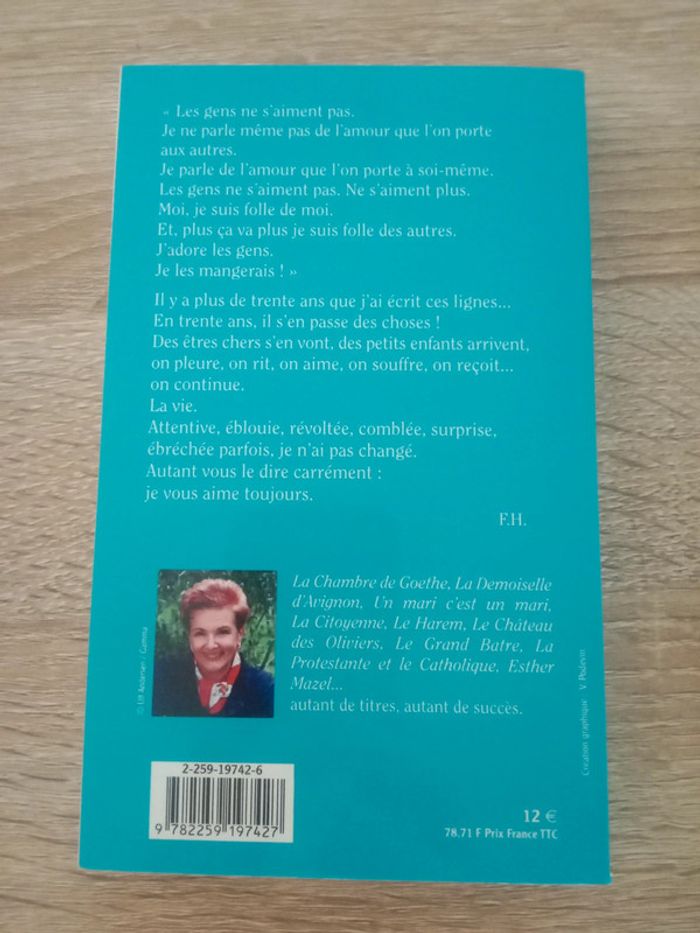 « Les gens ne s'aiment pas.
Je ne parle même pas de l'amour que l'on porte
aux autres.
Je parle de l'amour que l'on porte à soi-même.
Les gens ne s'aiment pas. Ne s'aiment plus.
Moi, je suis folle de moi.
Et, plus ça va plus je suis folle des autres.
J'adore les gens.
Je les mangerais ! »
Il y a plus de trente ans que j'ai écrit ces lignes...
En trente ans, il s'en passe des choses !
Des êtres chers s'en vont, des petits enfants arrivent,
on pleure, on rit, on aime, on souffre, on reçoit...
on continue.
La vie.
Attentive, éblouie, révoltée, comblée, surprise,
ébréchée parfois, je n'ai pas changé.
Autant vous le dire carrément :
je vous aime toujours.
F.H.
La Chambre de Goethe, La Demoiselle
d'Avignon, Un mari c'est un mari,
La Citoyenne, Le Harem, Le Château
des Oliviers, Le Grand Batre, La
Protestante et le Catholique, Esther
Mazel...
autant de titres, autant de succès.
© Ulf Andersen / Gamma
Création graphique V. Podevin
2-259-19742-6
9 782259 197427
12 €
78,71 F Prix France TTC